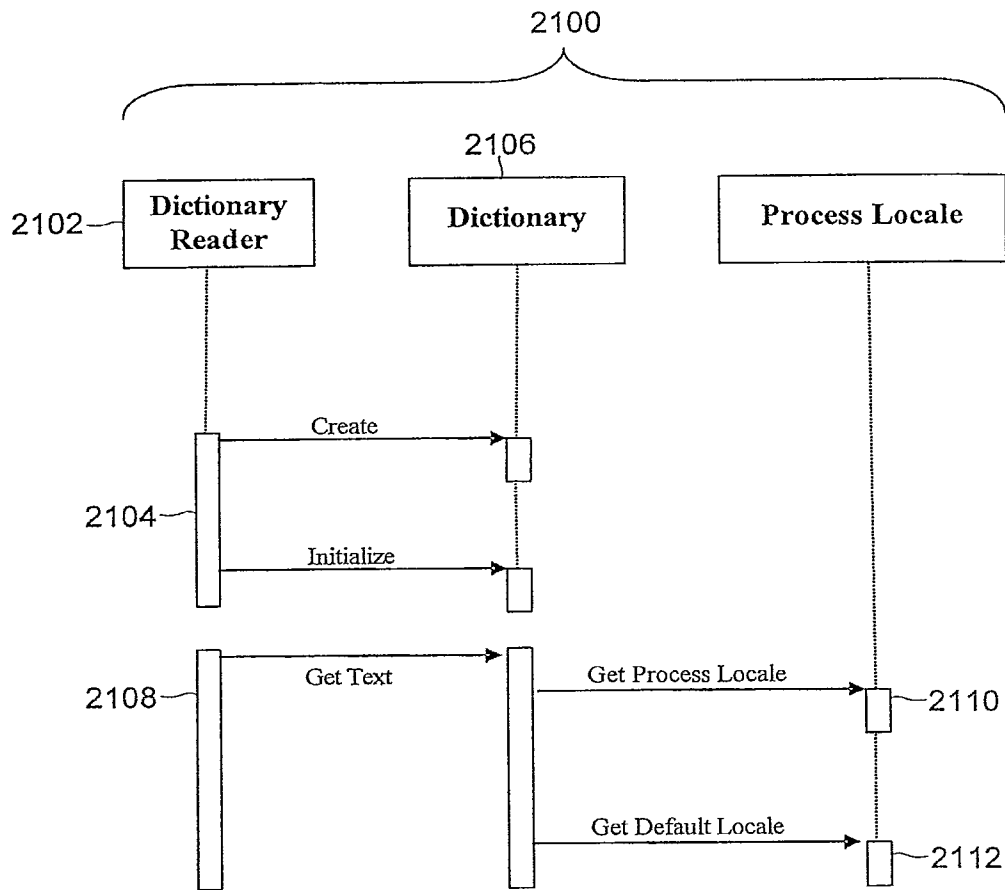 2100
2106
2102
Dictionary
Reader
Dictionary
Process Locale
Create
2104
Initialize
Get Text
Get Process Locale
2108
2110
Get Default Locale
2112